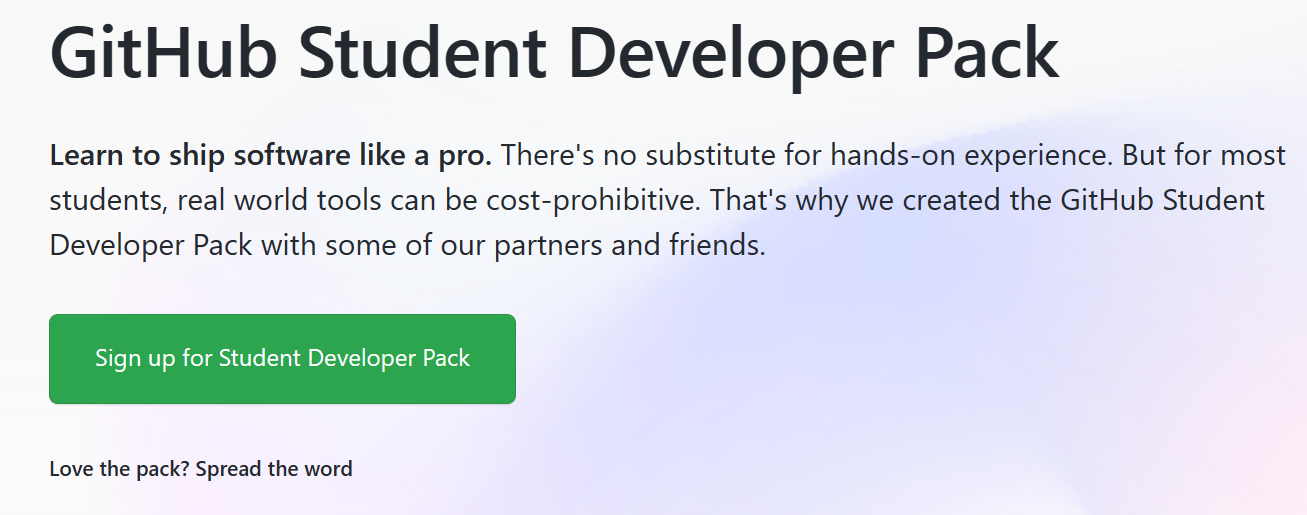 GitHub Student Developer Pack
Learn to ship software like a pro. There's no substitute for hands-on experience. But for most
students, real world tools can be cost-prohibitive. That's why we created the GitHub Student
Developer Pack with some of our partners and friends.
Sign up for Student Developer Pack
Love the pack? Spread the word